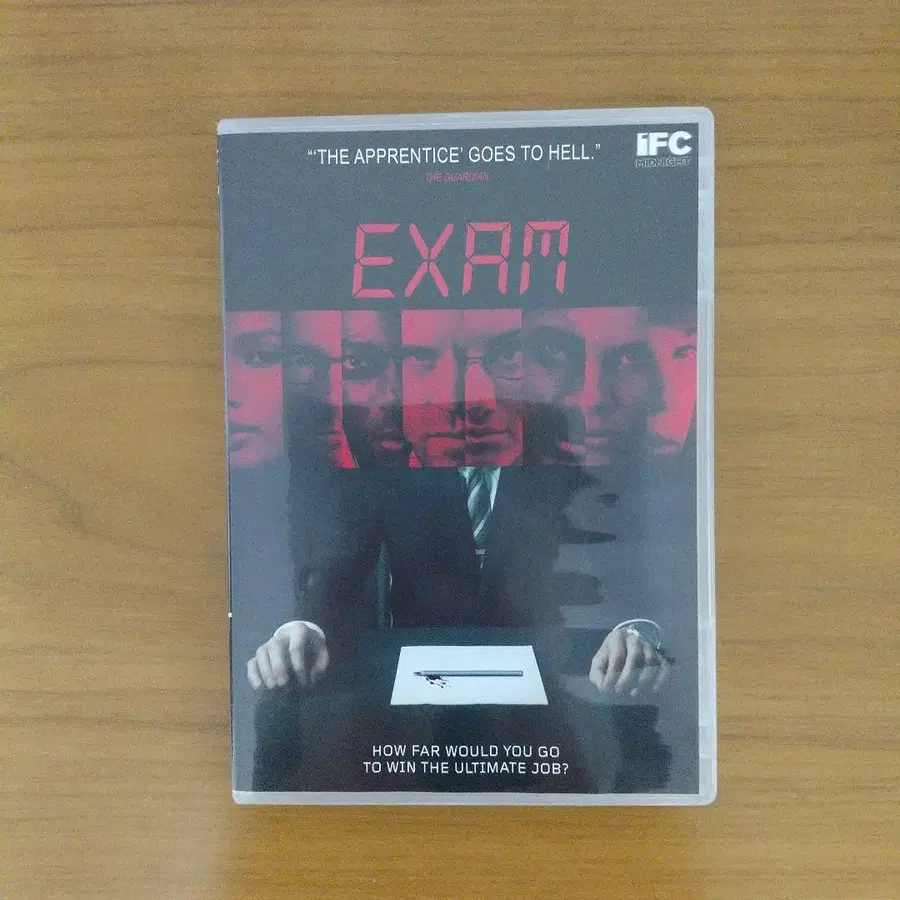 "'THE APPRENTICE' GOES TO HELL."
THE GUARDIAN
iFC
MIDNIGHT
EXAM
HOW FAR WOULD YOU GO
TO WIN THE ULTIMATE JOB?